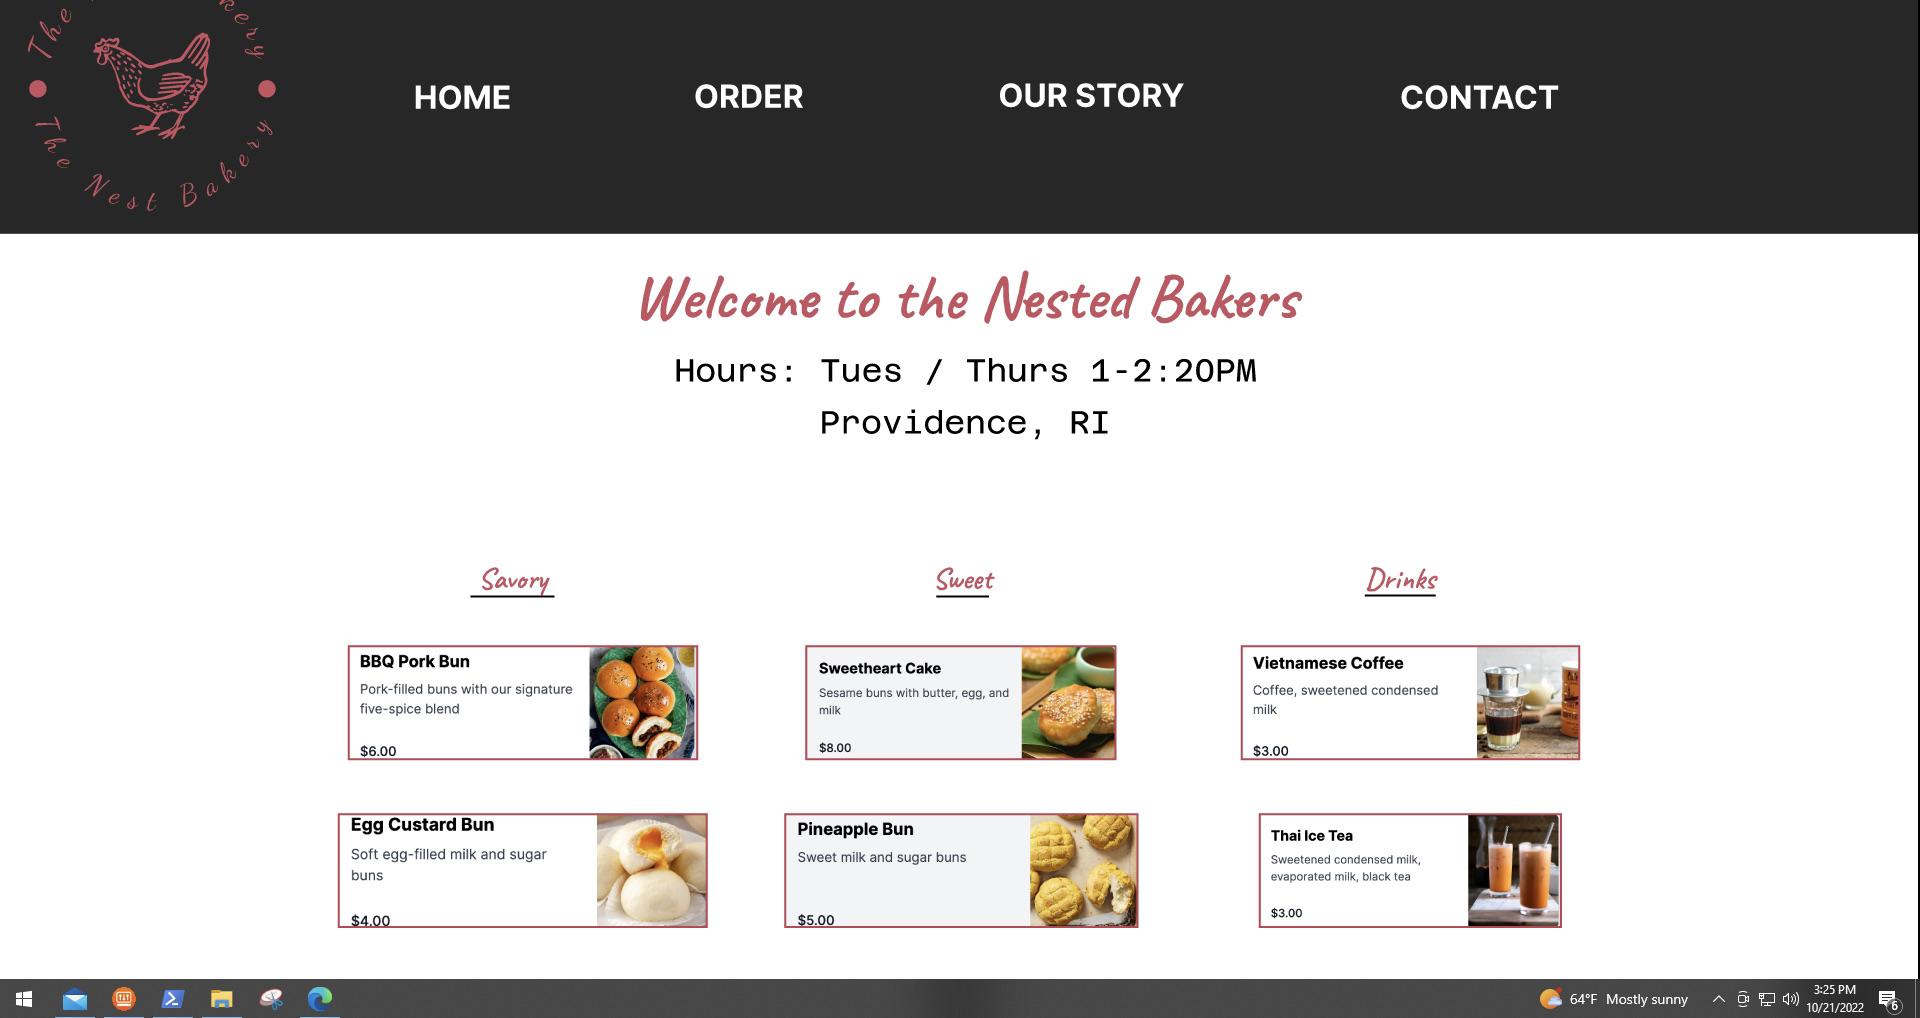 The
kery
The Nest Bakery
HOME
ORDER
OUR STORY
CONTACT
Welcome to the Nested Bakers
Hours: Tues / Thurs 1-2:20PM
Providence, RI
Savory
Sweet
Drinks
BBQ Pork Bun
Pork-filled buns with our signature
five-spice blend
$6.00
Sweetheart Cake
Sesame buns with butter, egg, and
milk
$8.00
Vietnamese Coffee
Coffee, sweetened condensed
milk
$3.00
Egg Custard Bun
Soft egg-filled milk and sugar
buns
$4.00
Pineapple Bun
Sweet milk and sugar buns
$5.00
Thai Ice Tea
Sweetened condensed milk,
evaporated milk, black tea
$3.00
64°F Mostly sunny
3:25 PM
10/21/2022
6